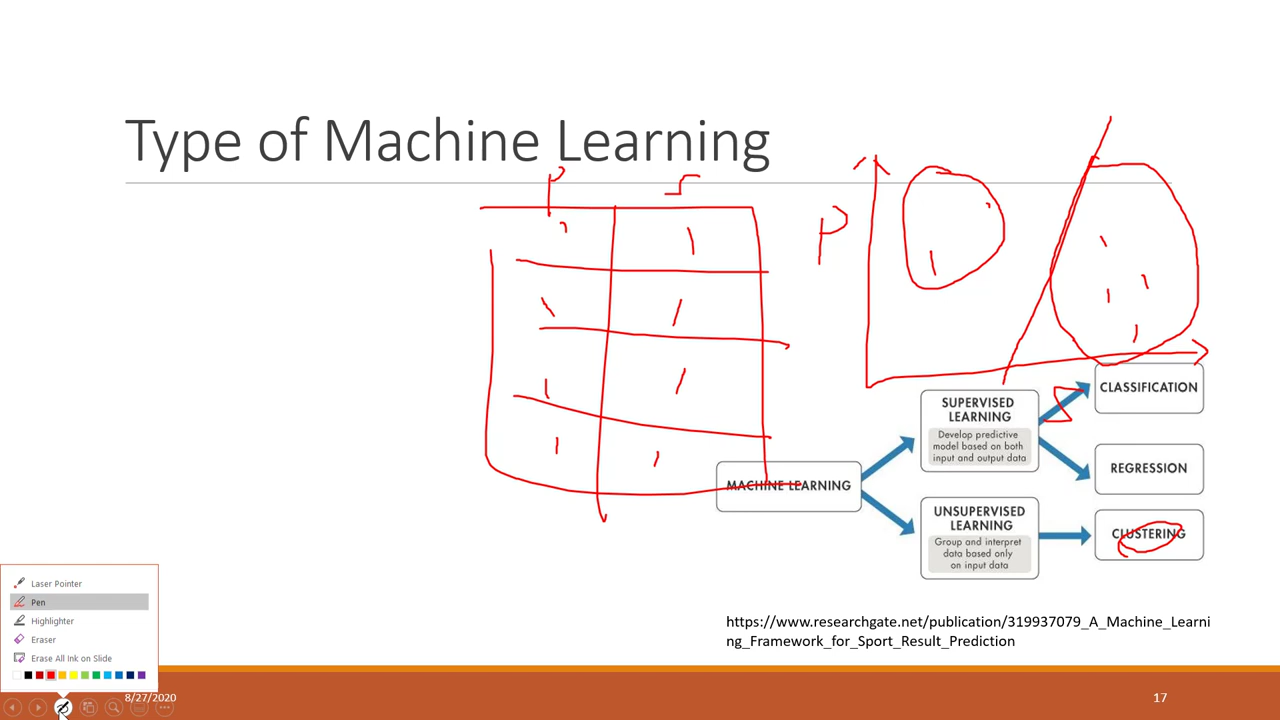 Type of Machine Learning
P
S
P
S
CLASSIFICATION
SUPERVISED
LEARNING
Develop predictive
model based on both
input and output data
REGRESSION
MACHINE LEARNING
UNSUPERVISED
LEARNING
Group and interpret
data based only
on input data
CLUSTERING
Laser Pointer
Pen
Highlighter
Eraser
Erase All Ink on Slide
https://www.researchgate.net/publication/319937079_A_Machine_Learni
ng_Framework_for_Sport_Result_Prediction
8/27/2020
17